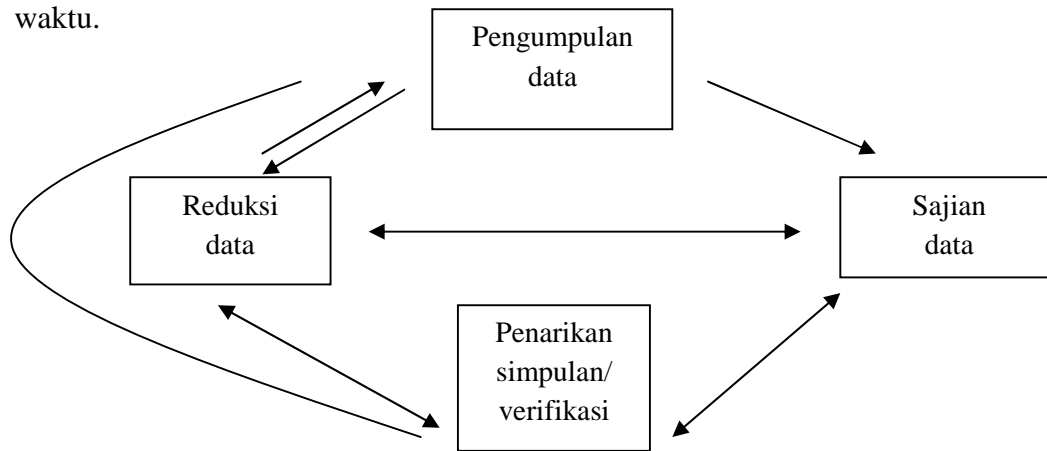 waktu.
Pengumpulan
data
Reduksi
data
Sajian
data
Penarikan
simpulan/
verifikasi